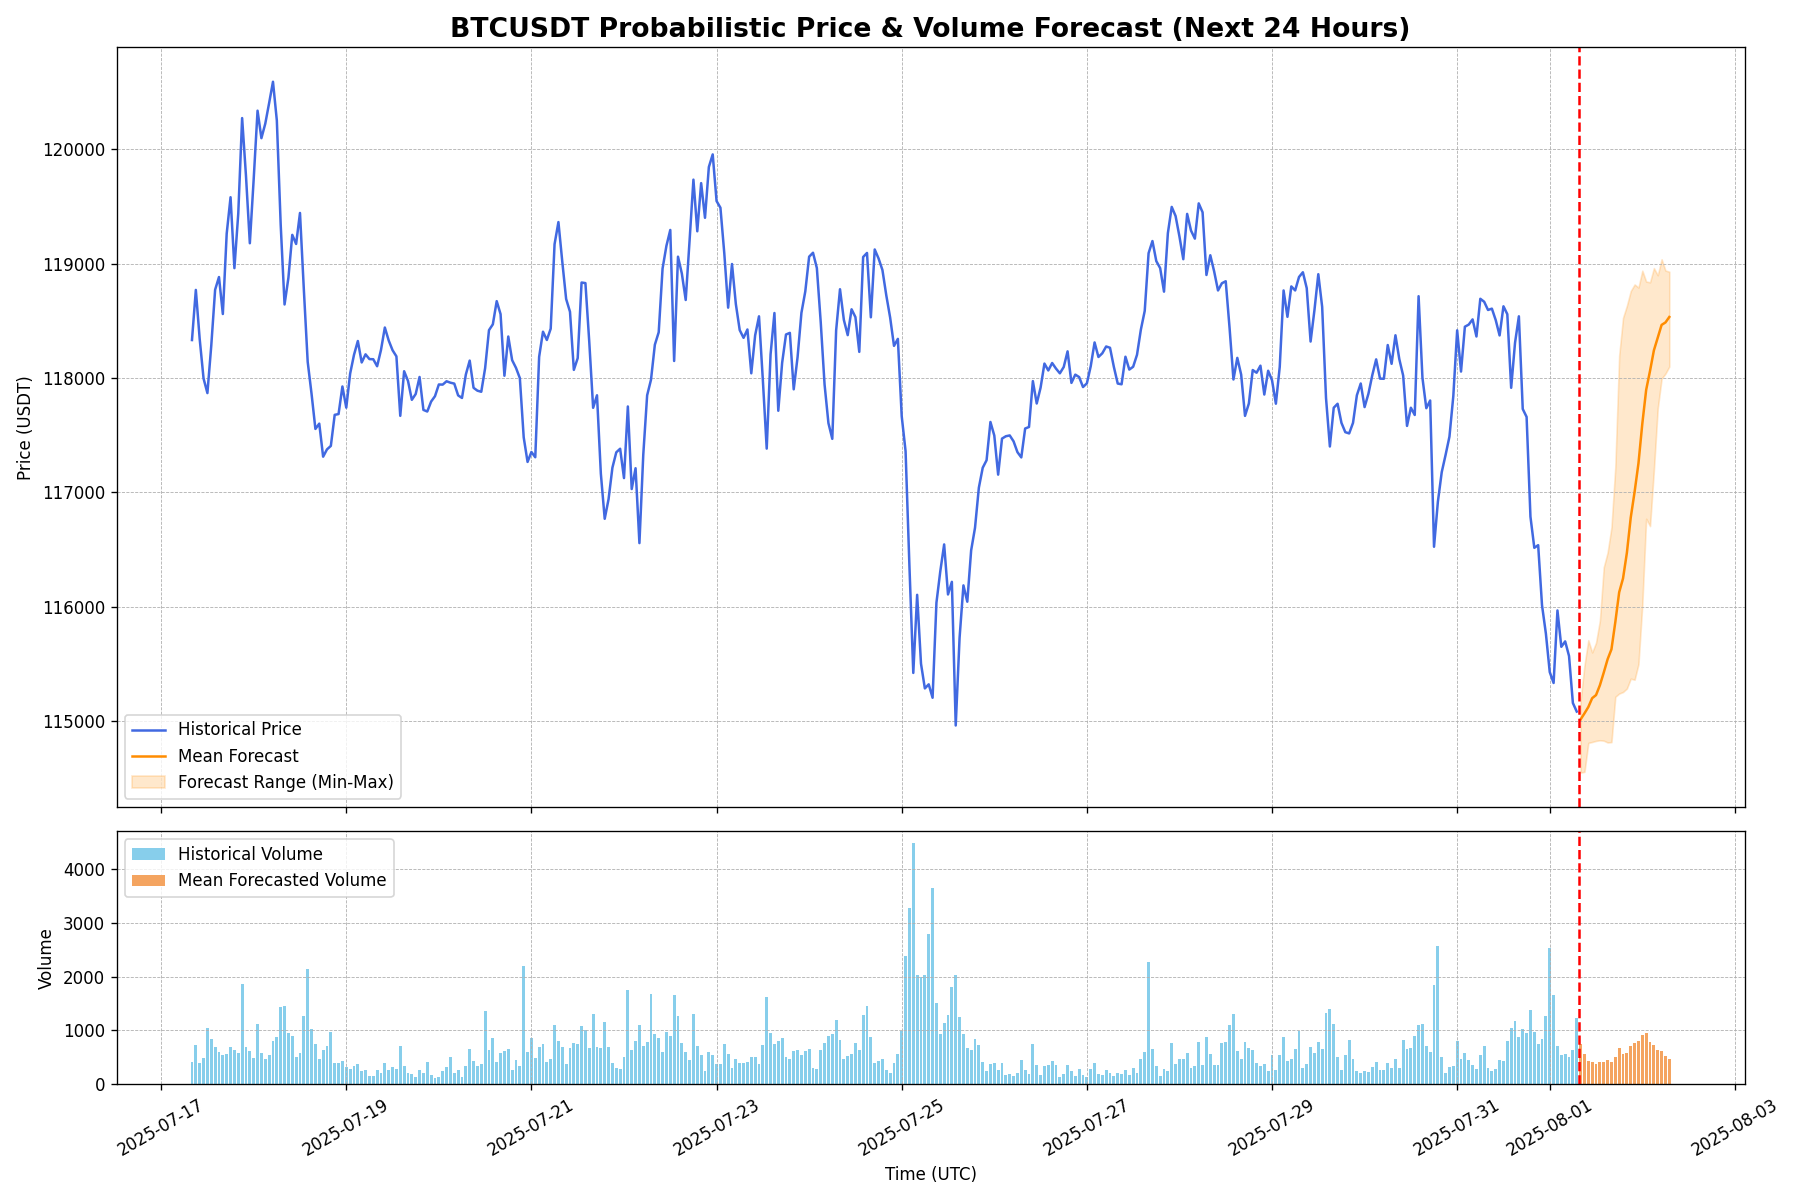 BTCUSDT Probabilistic Price & Volume Forecast (Next 24 Hours)
120000
119000
118000
117000
116000
115000
Price (USDT)
Historical Price
Mean Forecast
Forecast Range (Min-Max)
Historical Volume
Mean Forecasted Volume
4000
3000
2000
1000
0
Volume
2025-07-17
2025-07-19
2025-07-21
2025-07-23
2025-07-25
2025-07-27
2025-07-29
2025-07-31
2025-08-01
2025-08-03
Time (UTC)